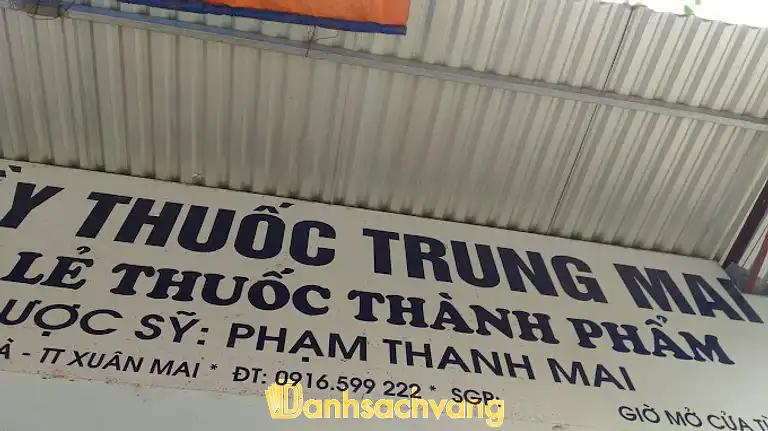 THUỐC TRUNG MAI
LẺ THUỐC THÀNH PHẨM
SỸ: PHẠM THANH MAI
- TT XUÂN MAI * ĐT: 0916.599 222 * SGP:
GIỜ MỞ CỬA
Danhsachvang